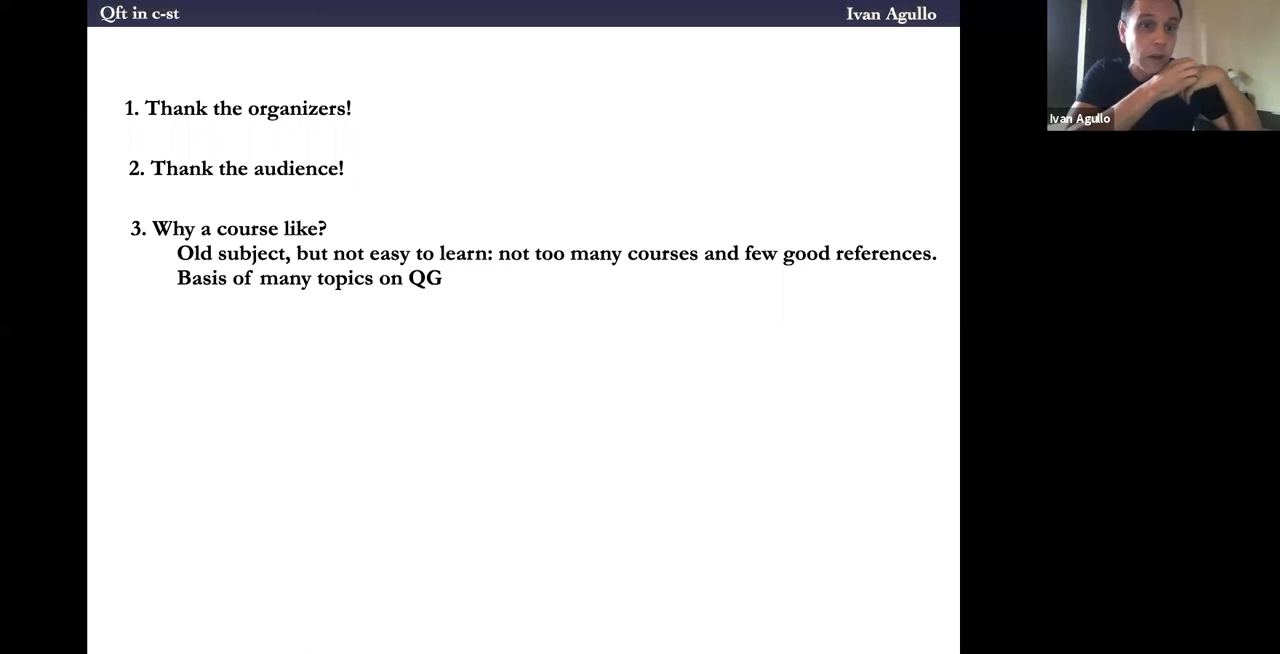 Qft in c-st
Ivan Agullo
1. Thank the organizers!
2. Thank the audience!
3. Why a course like?
Old subject, but not easy to learn: not too many courses and few good references.
Basis of many topics on QG
Ivan Agullo